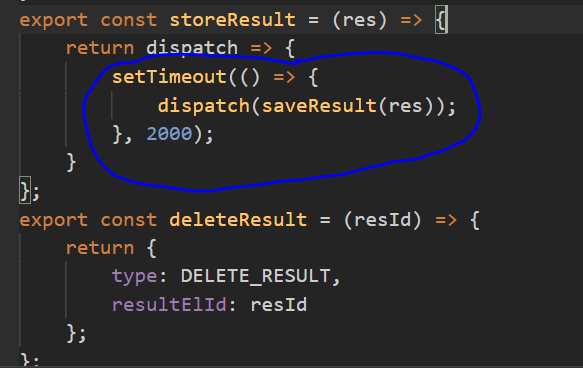 export const storeResult = (res) => {
return dispatch => {
setTimeout(() => {
dispatch(saveResult(res));
}, 2000);
}
};
export const deleteResult = (resId) => {
return {
type: DELETE_RESULT,
resultElId: resId
};
};